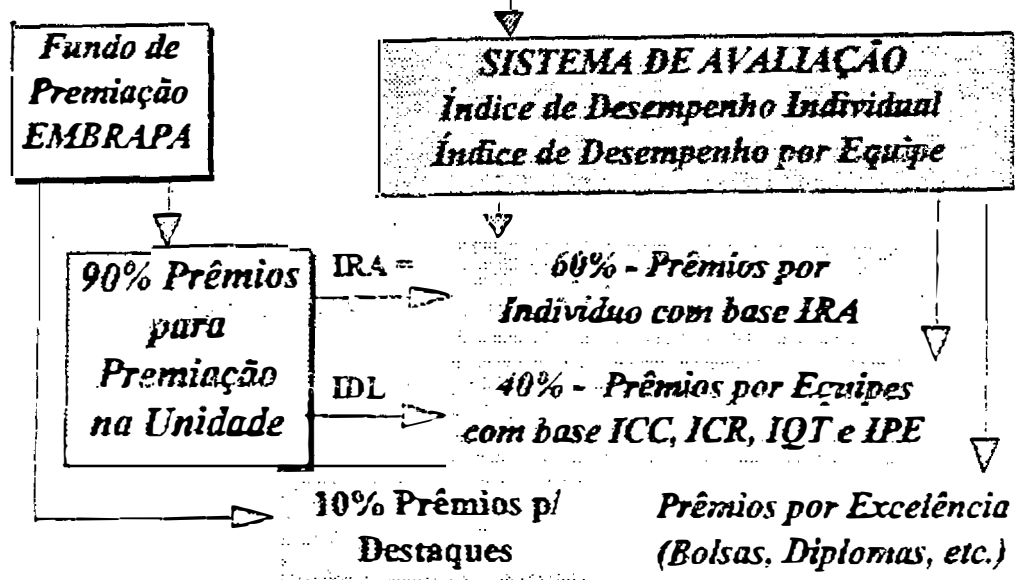 Fundo de
Premiação
EMBRAPA
SISTEMA DE AVALIAÇÃO
Índice de Desempenho Individual
Índice de Desempenho por Equipe
90% Prêmios
para
Premiação
na Unidade
IRA =
60% - Prêmios por
Indivíduo com base IRA
IDL
40% - Prêmios por Equipes
com base ICC, ICR, IQT e IPE
10% Prêmios p/
Destaques
Prêmios por Excelência
(Bolsas, Diplomas, etc.)